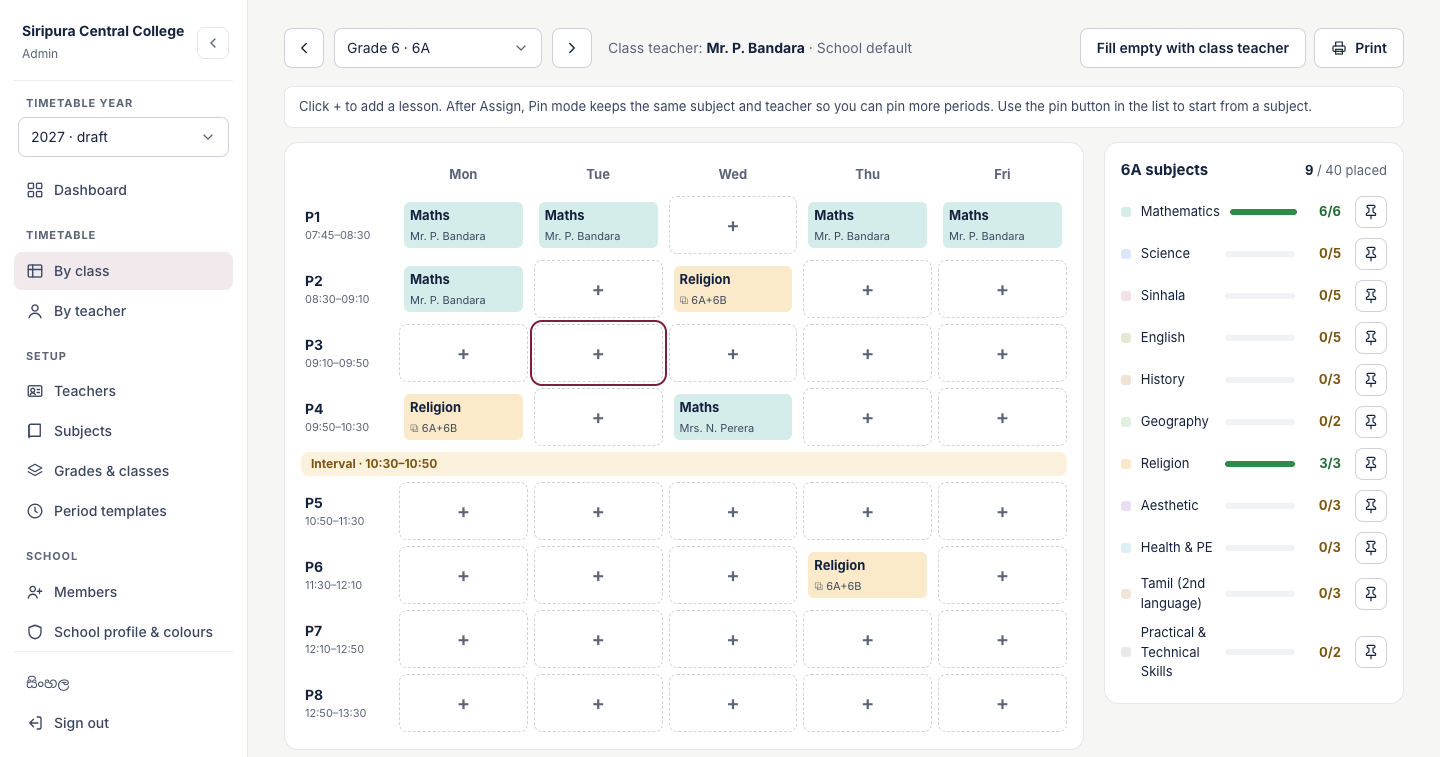 Siripura Central College
Admin
TIMETABLE YEAR
2027 · draft
Dashboard
TIMETABLE
By class
By teacher
SETUP
Teachers
Subjects
Grades & classes
Period templates
SCHOOL
Members
School profile & colours
සිංහල
Sign out
Grade 6 · 6A
Class teacher: Mr. P. Bandara · School default
Fill empty with class teacher
Print
Click + to add a lesson. After Assign, Pin mode keeps the same subject and teacher so you can pin more periods. Use the pin button in the list to start from a subject.
Mon Tue Wed Thu Fri
P1 Maths Maths + Maths Maths
07:45–08:30 Mr. P. Bandara Mr. P. Bandara Mr. P. Bandara Mr. P. Bandara
P2 Maths + Religion + +
08:30–09:10 Mr. P. Bandara 6A+6B
P3 + + + + +
09:10–09:50
P4 Religion + Maths + +
09:50–10:30 6A+6B Mrs. N. Perera
Interval · 10:30–10:50
P5 + + + + +
10:50–11:30
P6 + + + Religion +
11:30–12:10 6A+6B
P7 + + + + +
12:10–12:50
P8 + + + + +
12:50–13:30
6A subjects 9 / 40 placed
Mathematics 6/6
Science 0/5
Sinhala 0/5
English 0/5
History 0/3
Geography 0/2
Religion 3/3
Aesthetic 0/3
Health & PE 0/3
Tamil (2nd
language) 0/3
Practical &
Technical 0/2
Skills